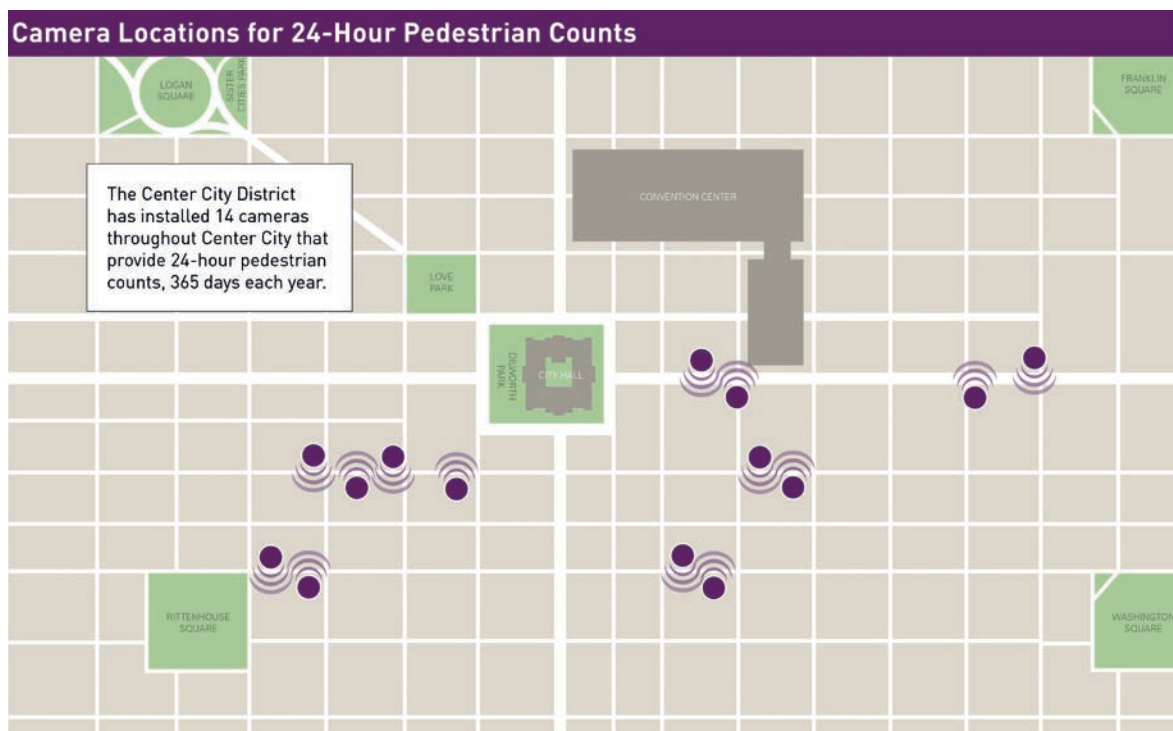 Camera Locations for 24-Hour Pedestrian Counts
LOGAN
SQUARE
SISTER
CITIES PARK
FRANKLIN
SQUARE
The Center City District
has installed 14 cameras
throughout Center City that
provide 24-hour pedestrian
counts, 365 days each year.
CONVENTION CENTER
LOVE
PARK
DILWORTH
PARK
CITY HALL
RITTENHOUSE
SQUARE
WASHINGTON
SQUARE